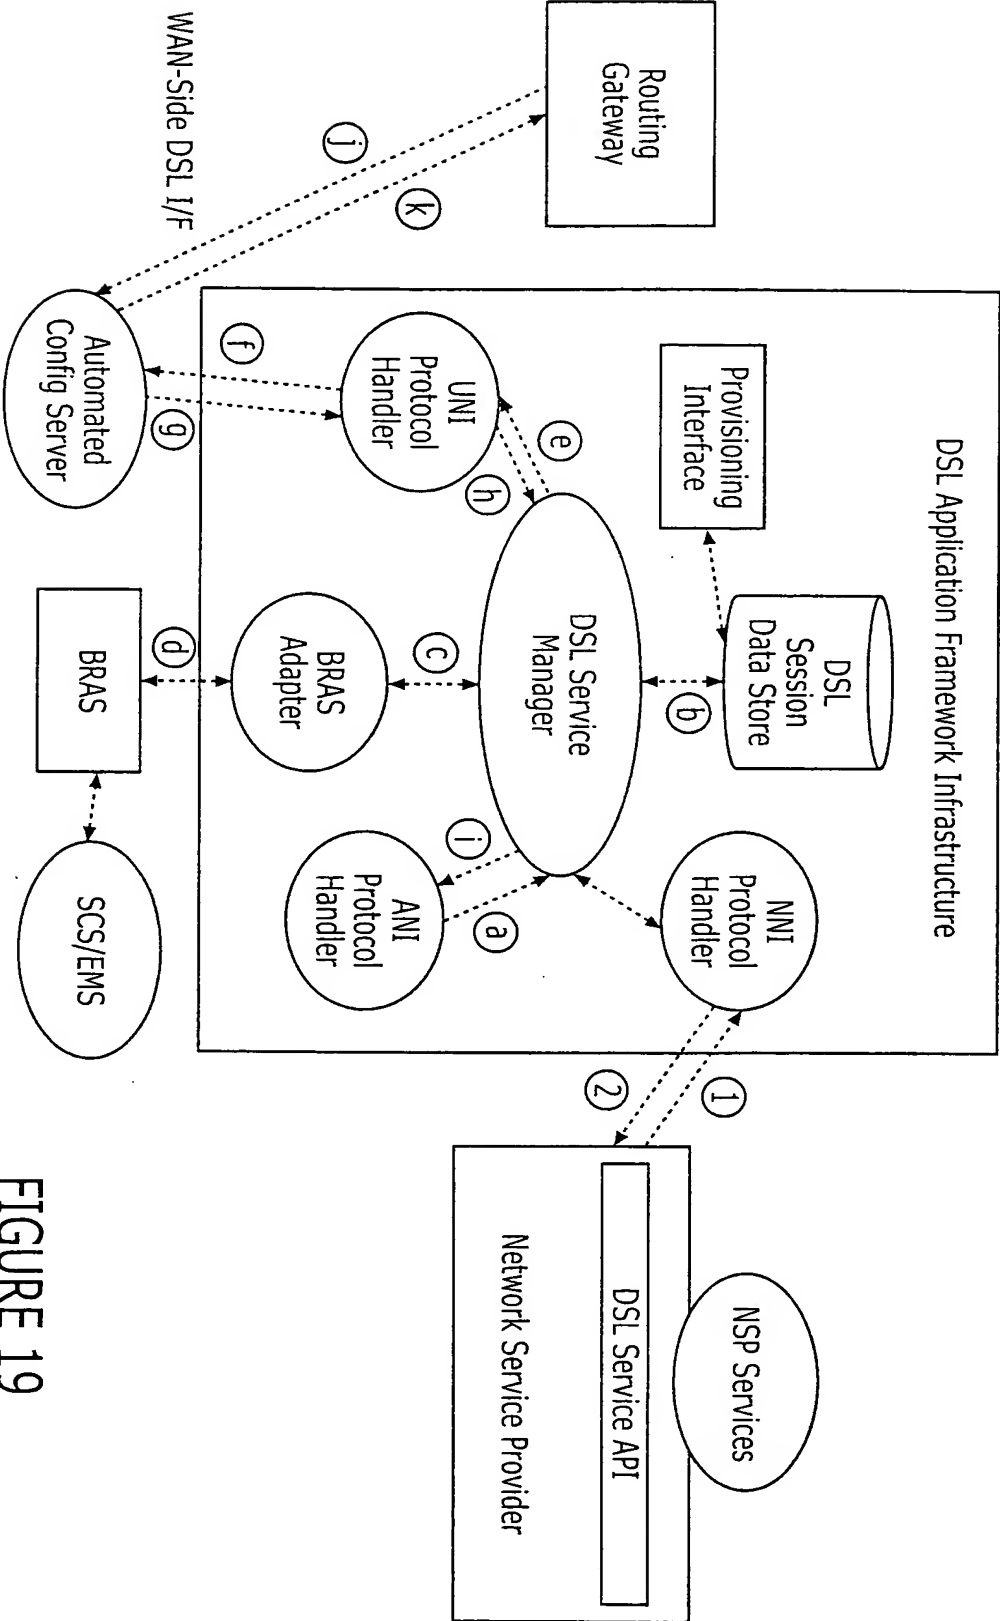 DSL Application Framework Infrastructure
Routing
Gateway
WAN-Side DSL I/F
j
k
Automated
Config Server
f
g
UNI
Protocol
Handler
e
h
Provisioning
Interface
DSL
Session
Data Store
b
DSL Service
Manager
c
BRAS
Adapter
d
BRAS
SCS/EMS
i
a
ANI
Protocol
Handler
NNI
Protocol
Handler
1
2
NSP Services
DSL Service API
Network Service Provider
FIGURE 19